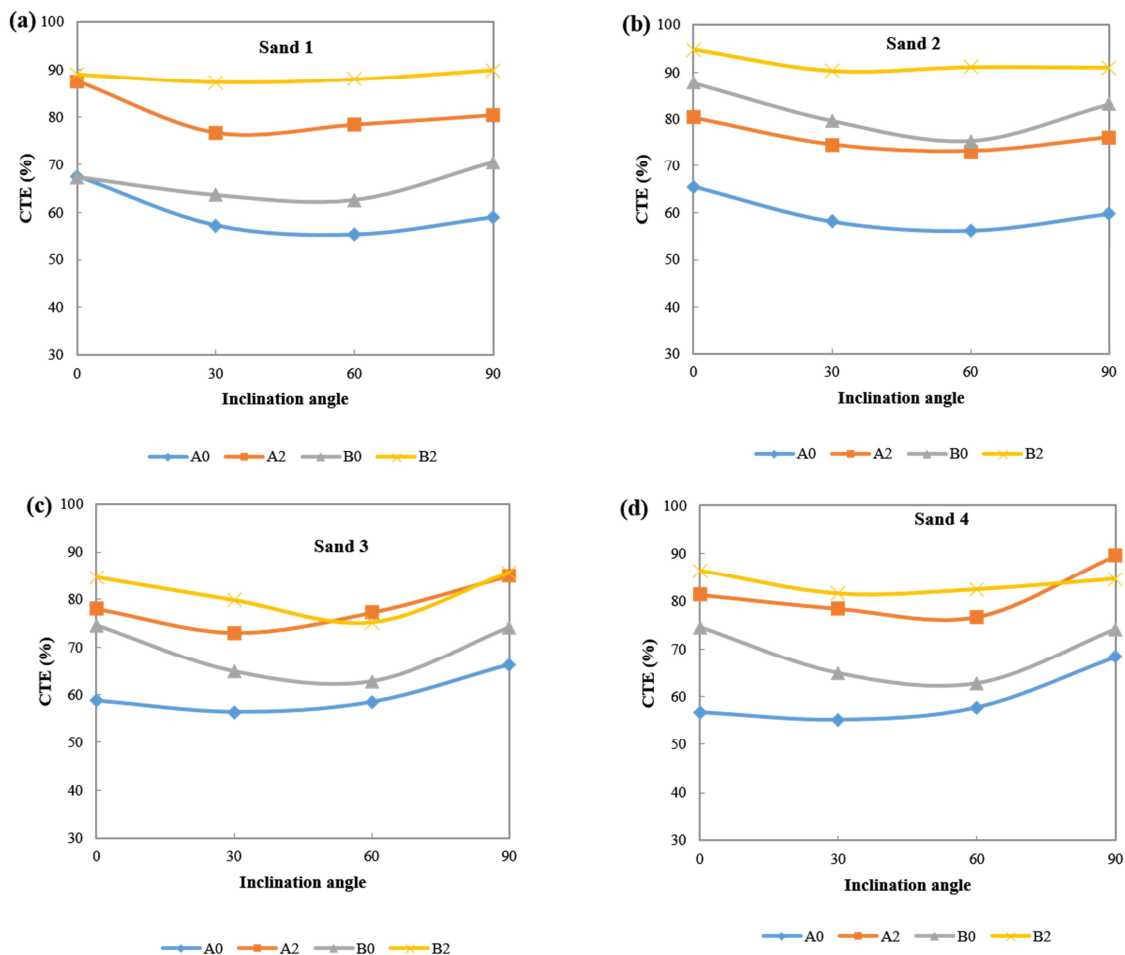 (a)
Sand 1
100
90
80
70
60
50
40
30
CTE (%)
0 30 60 90
Inclination angle
A0 A2 B0 B2
(b)
Sand 2
100
90
80
70
60
50
40
30
CTE (%)
0 30 60 90
Inclination angle
A0 A2 B0 B2
(c)
Sand 3
100
90
80
70
60
50
40
30
CTE (%)
0 30 60 90
Inclination angle
A0 A2 B0 B2
(d)
Sand 4
100
90
80
70
60
50
40
30
CTE (%)
0 30 60 90
Inclination angle
A0 A2 B0 B2